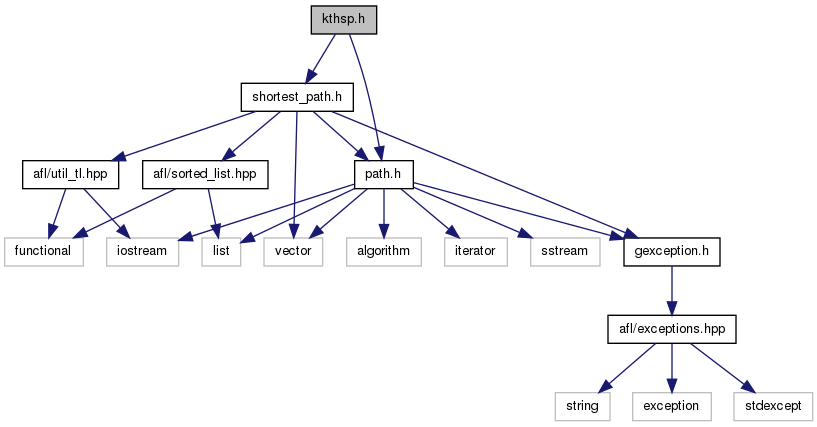 kthsp.h
shortest_path.h
afl/util_tl.hpp
afl/sorted_list.hpp
path.h
functional
iostream
list
vector
algorithm
iterator
sstream
gexception.h
afl/exceptions.hpp
string
exception
stdexcept